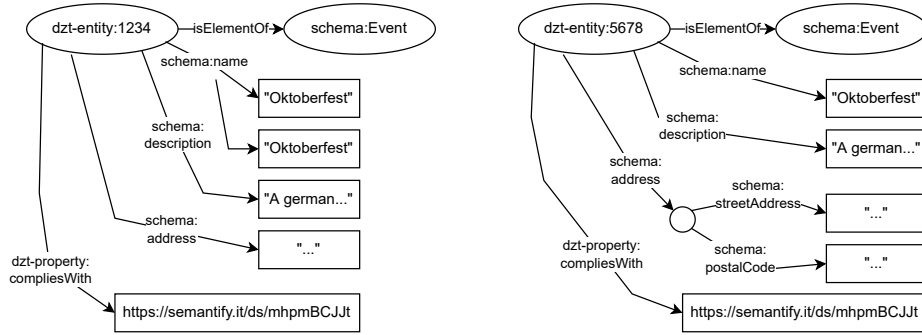 dzt-entity:1234
isElementOf
schema:Event
schema:name
"Oktoberfest"
schema:
description
"Oktoberfest"
"A german..."
schema:
address
"..."
dzt-property:
compliesWith
https://semantify.it/ds/mhpmBCJJt
dzt-entity:5678
isElementOf
schema:Event
schema:name
"Oktoberfest"
schema:
description
"A german..."
schema:
address
schema:
streetAddress
"..."
schema:
postalCode
"..."
dzt-property:
compliesWith
https://semantify.it/ds/mhpmBCJJt